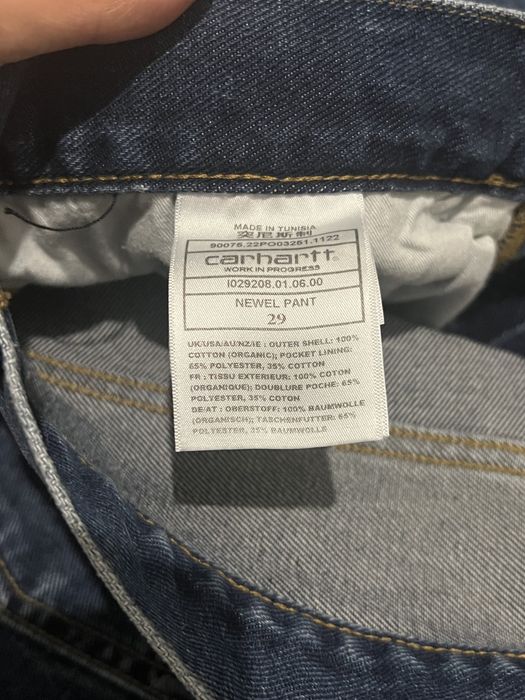 MADE IN TUNISIA
突尼斯制
90075.22PO03251.1122
carhartt
WORK IN PROGRESS
I029208.01.06.00
NEWEL PANT
29
UK/USA/AU/NZ/IE : OUTER SHELL: 100%
COTTON (ORGANIC); POCKET LINING:
65% POLYESTER, 35% COTTON
FR : TISSU EXTERIEUR: 100% COTON
(ORGANIQUE); DOUBLURE POCHE: 65%
POLYESTER, 35% COTON
DE/AT : OBERSTOFF: 100% BAUMWOLLE
(ORGANISCH); TASCHENFUTTER: 65%
POLYESTER, 35% BAUMWOLLE